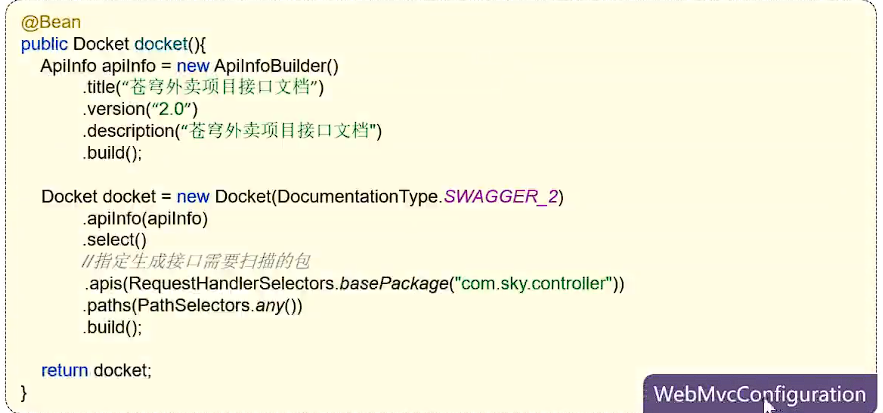 @Bean
public Docket docket(){
ApiInfo apiInfo = new ApiInfoBuilder()
.title(“苍穹外卖项目接口文档”)
.version(“2.0”)
.description(“苍穹外卖项目接口文档")
.build();
Docket docket = new Docket(DocumentationType.SWAGGER_2)
.apiInfo(apiInfo)
.select()
//指定生成接口需要扫描的包
.apis(RequestHandlerSelectors.basePackage("com.sky.controller"))
.paths(PathSelectors.any())
.build();
return docket;
}
WebMvcConfiguration